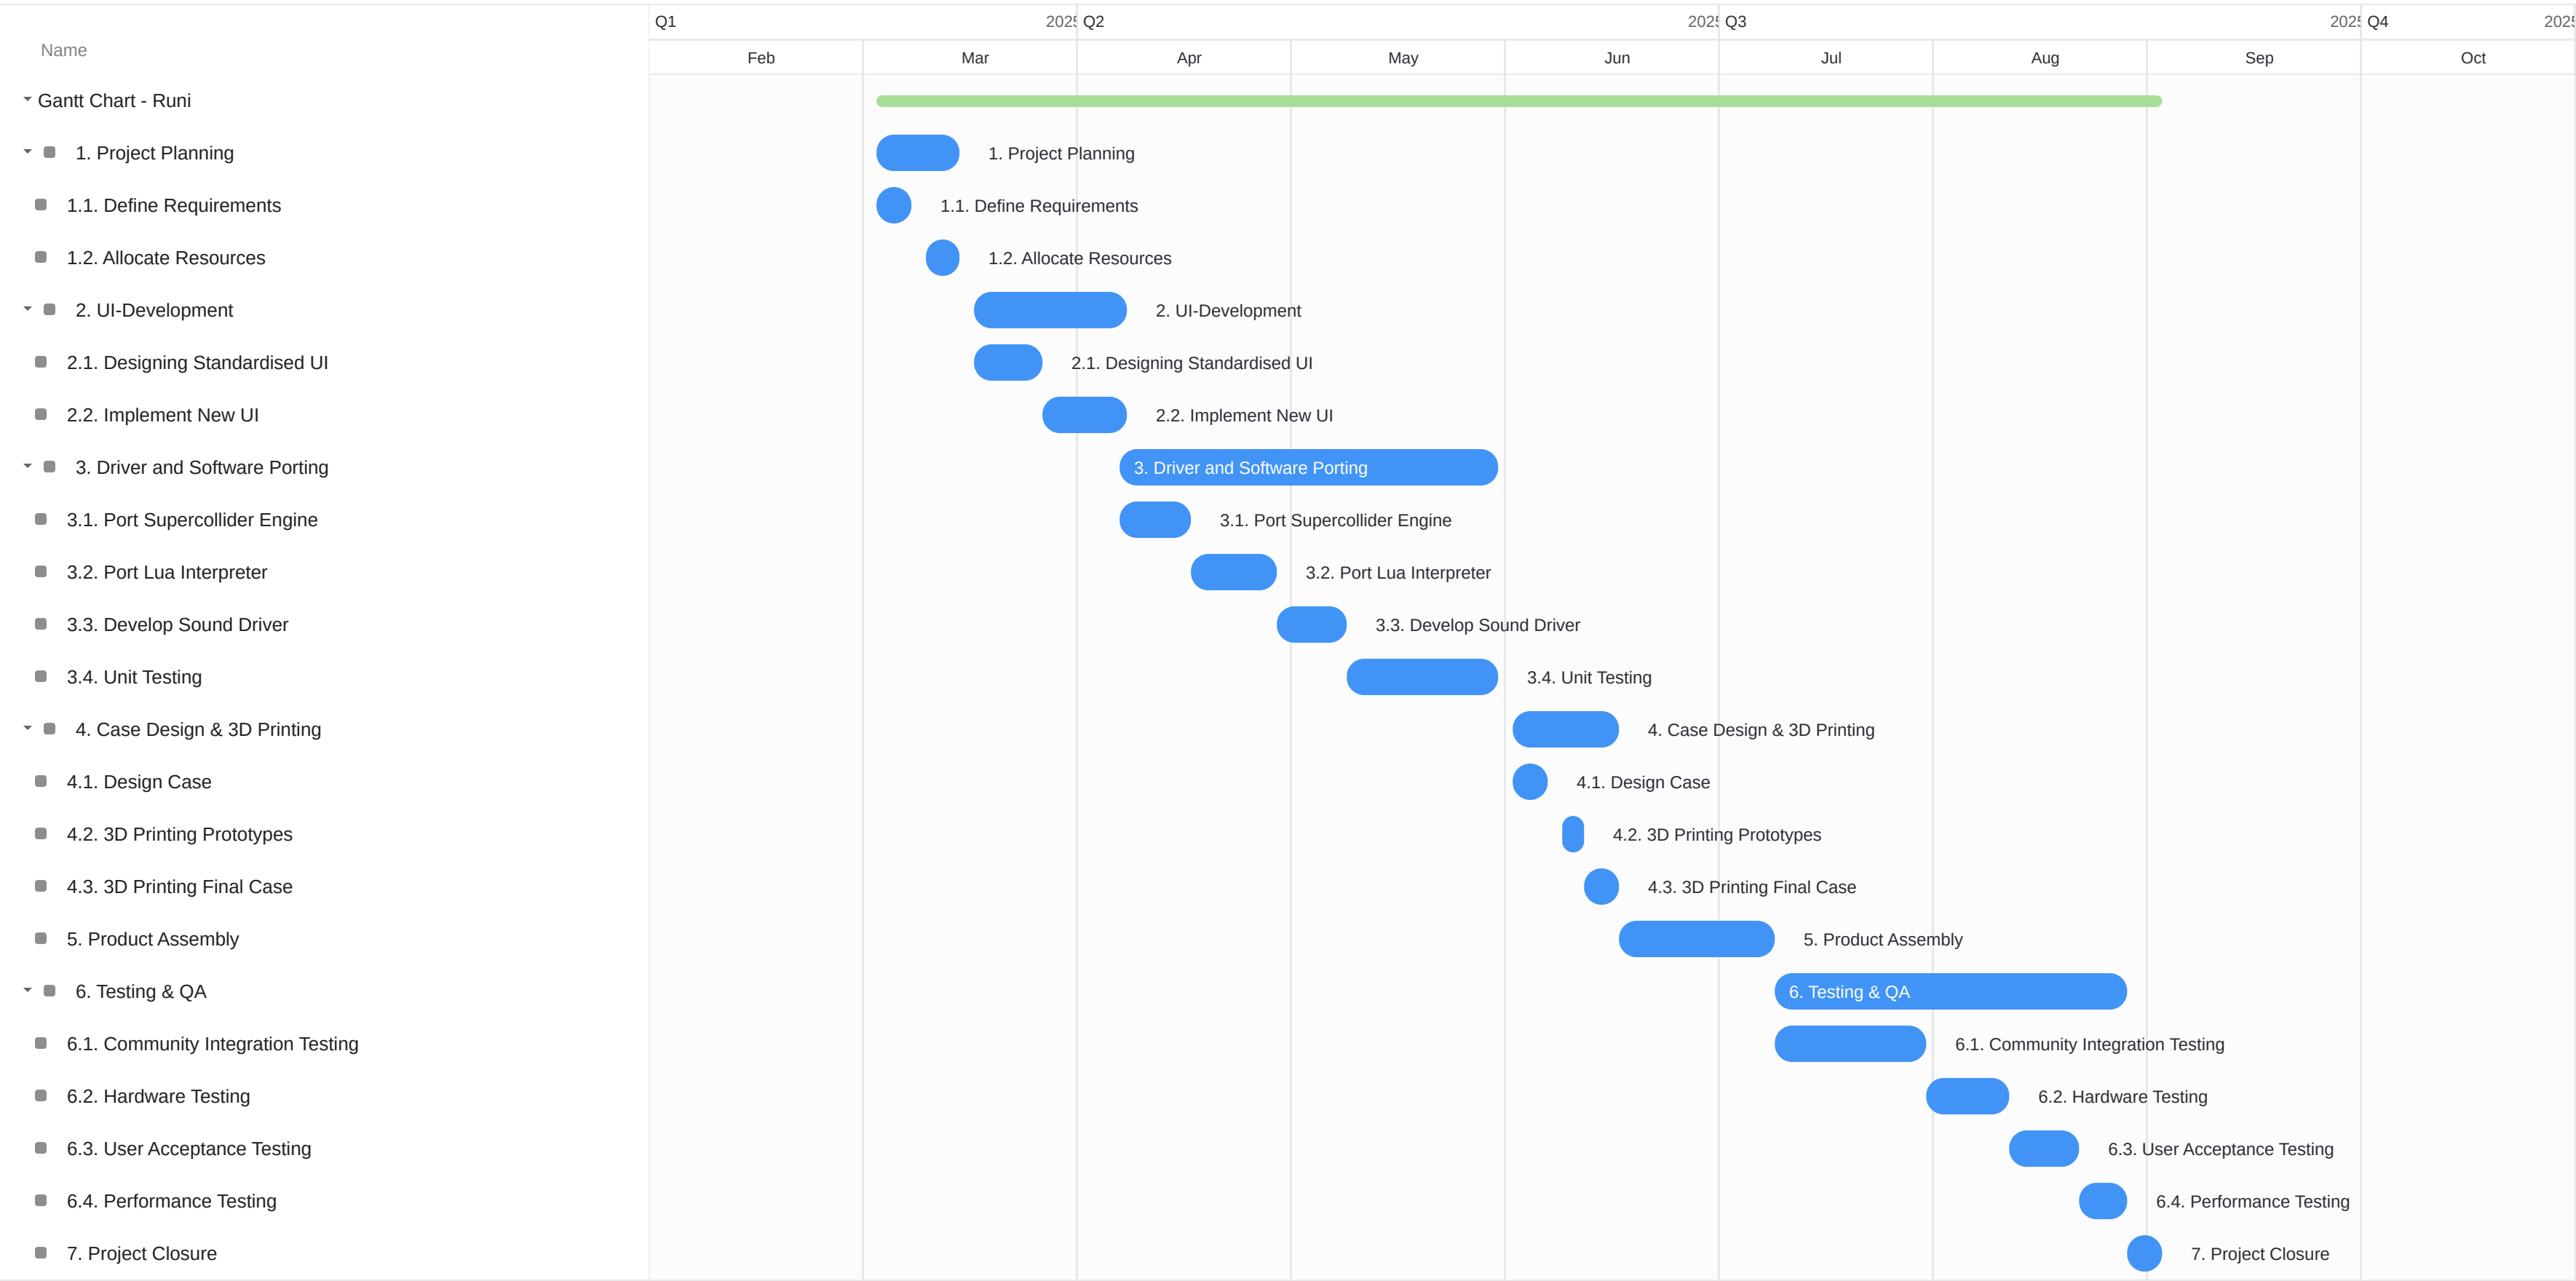 Q1 2025 Q2 2025 Q3 2025 Q4 2025
Name
Feb Mar Apr May Jun Jul Aug Sep Oct
Gantt Chart - Runi
1. Project Planning 1. Project Planning
1.1. Define Requirements 1.1. Define Requirements
1.2. Allocate Resources 1.2. Allocate Resources
2. UI-Development 2. UI-Development
2.1. Designing Standardised UI 2.1. Designing Standardised UI
2.2. Implement New UI 2.2. Implement New UI
3. Driver and Software Porting 3. Driver and Software Porting
3.1. Port Supercollider Engine 3.1. Port Supercollider Engine
3.2. Port Lua Interpreter 3.2. Port Lua Interpreter
3.3. Develop Sound Driver 3.3. Develop Sound Driver
3.4. Unit Testing 3.4. Unit Testing
4. Case Design & 3D Printing 4. Case Design & 3D Printing
4.1. Design Case 4.1. Design Case
4.2. 3D Printing Prototypes 4.2. 3D Printing Prototypes
4.3. 3D Printing Final Case 4.3. 3D Printing Final Case
5. Product Assembly 5. Product Assembly
6. Testing & QA 6. Testing & QA
6.1. Community Integration Testing 6.1. Community Integration Testing
6.2. Hardware Testing 6.2. Hardware Testing
6.3. User Acceptance Testing 6.3. User Acceptance Testing
6.4. Performance Testing 6.4. Performance Testing
7. Project Closure 7. Project Closure